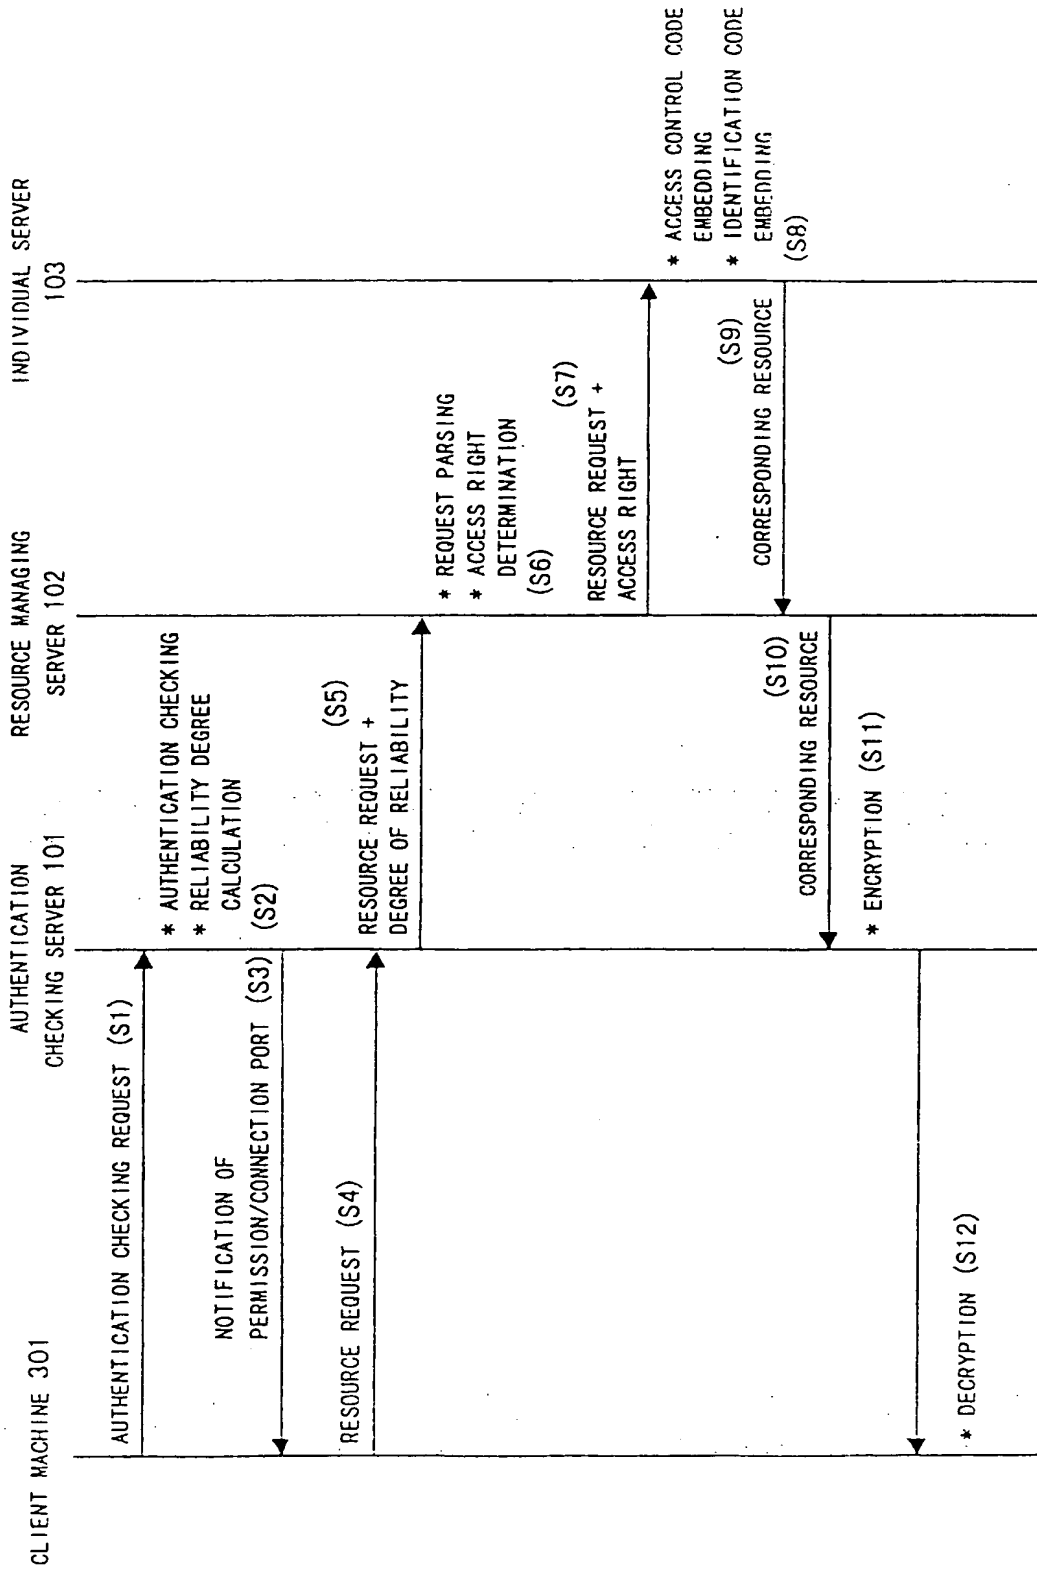 CLIENT MACHINE 301
AUTHENTICATION
CHECKING SERVER 101
RESOURCE MANAGING
SERVER 102
INDIVIDUAL SERVER
103
AUTHENTICATION CHECKING REQUEST (S1)
* AUTHENTICATION CHECKING
* RELIABILITY DEGREE
CALCULATION
(S2)
NOTIFICATION OF
PERMISSION/CONNECTION PORT (S3)
RESOURCE REQUEST (S4)
(S5)
RESOURCE REQUEST +
DEGREE OF RELIABILITY
* REQUEST PARSING
* ACCESS RIGHT
DETERMINATION
(S6)
(S7)
RESOURCE REQUEST +
ACCESS RIGHT
* ACCESS CONTROL CODE
EMBEDDING
* IDENTIFICATION CODE
EMBEDDING
(S8)
(S9)
CORRESPONDING RESOURCE
(S10)
CORRESPONDING RESOURCE
* ENCRYPTION (S11)
* DECRYPTION (S12)